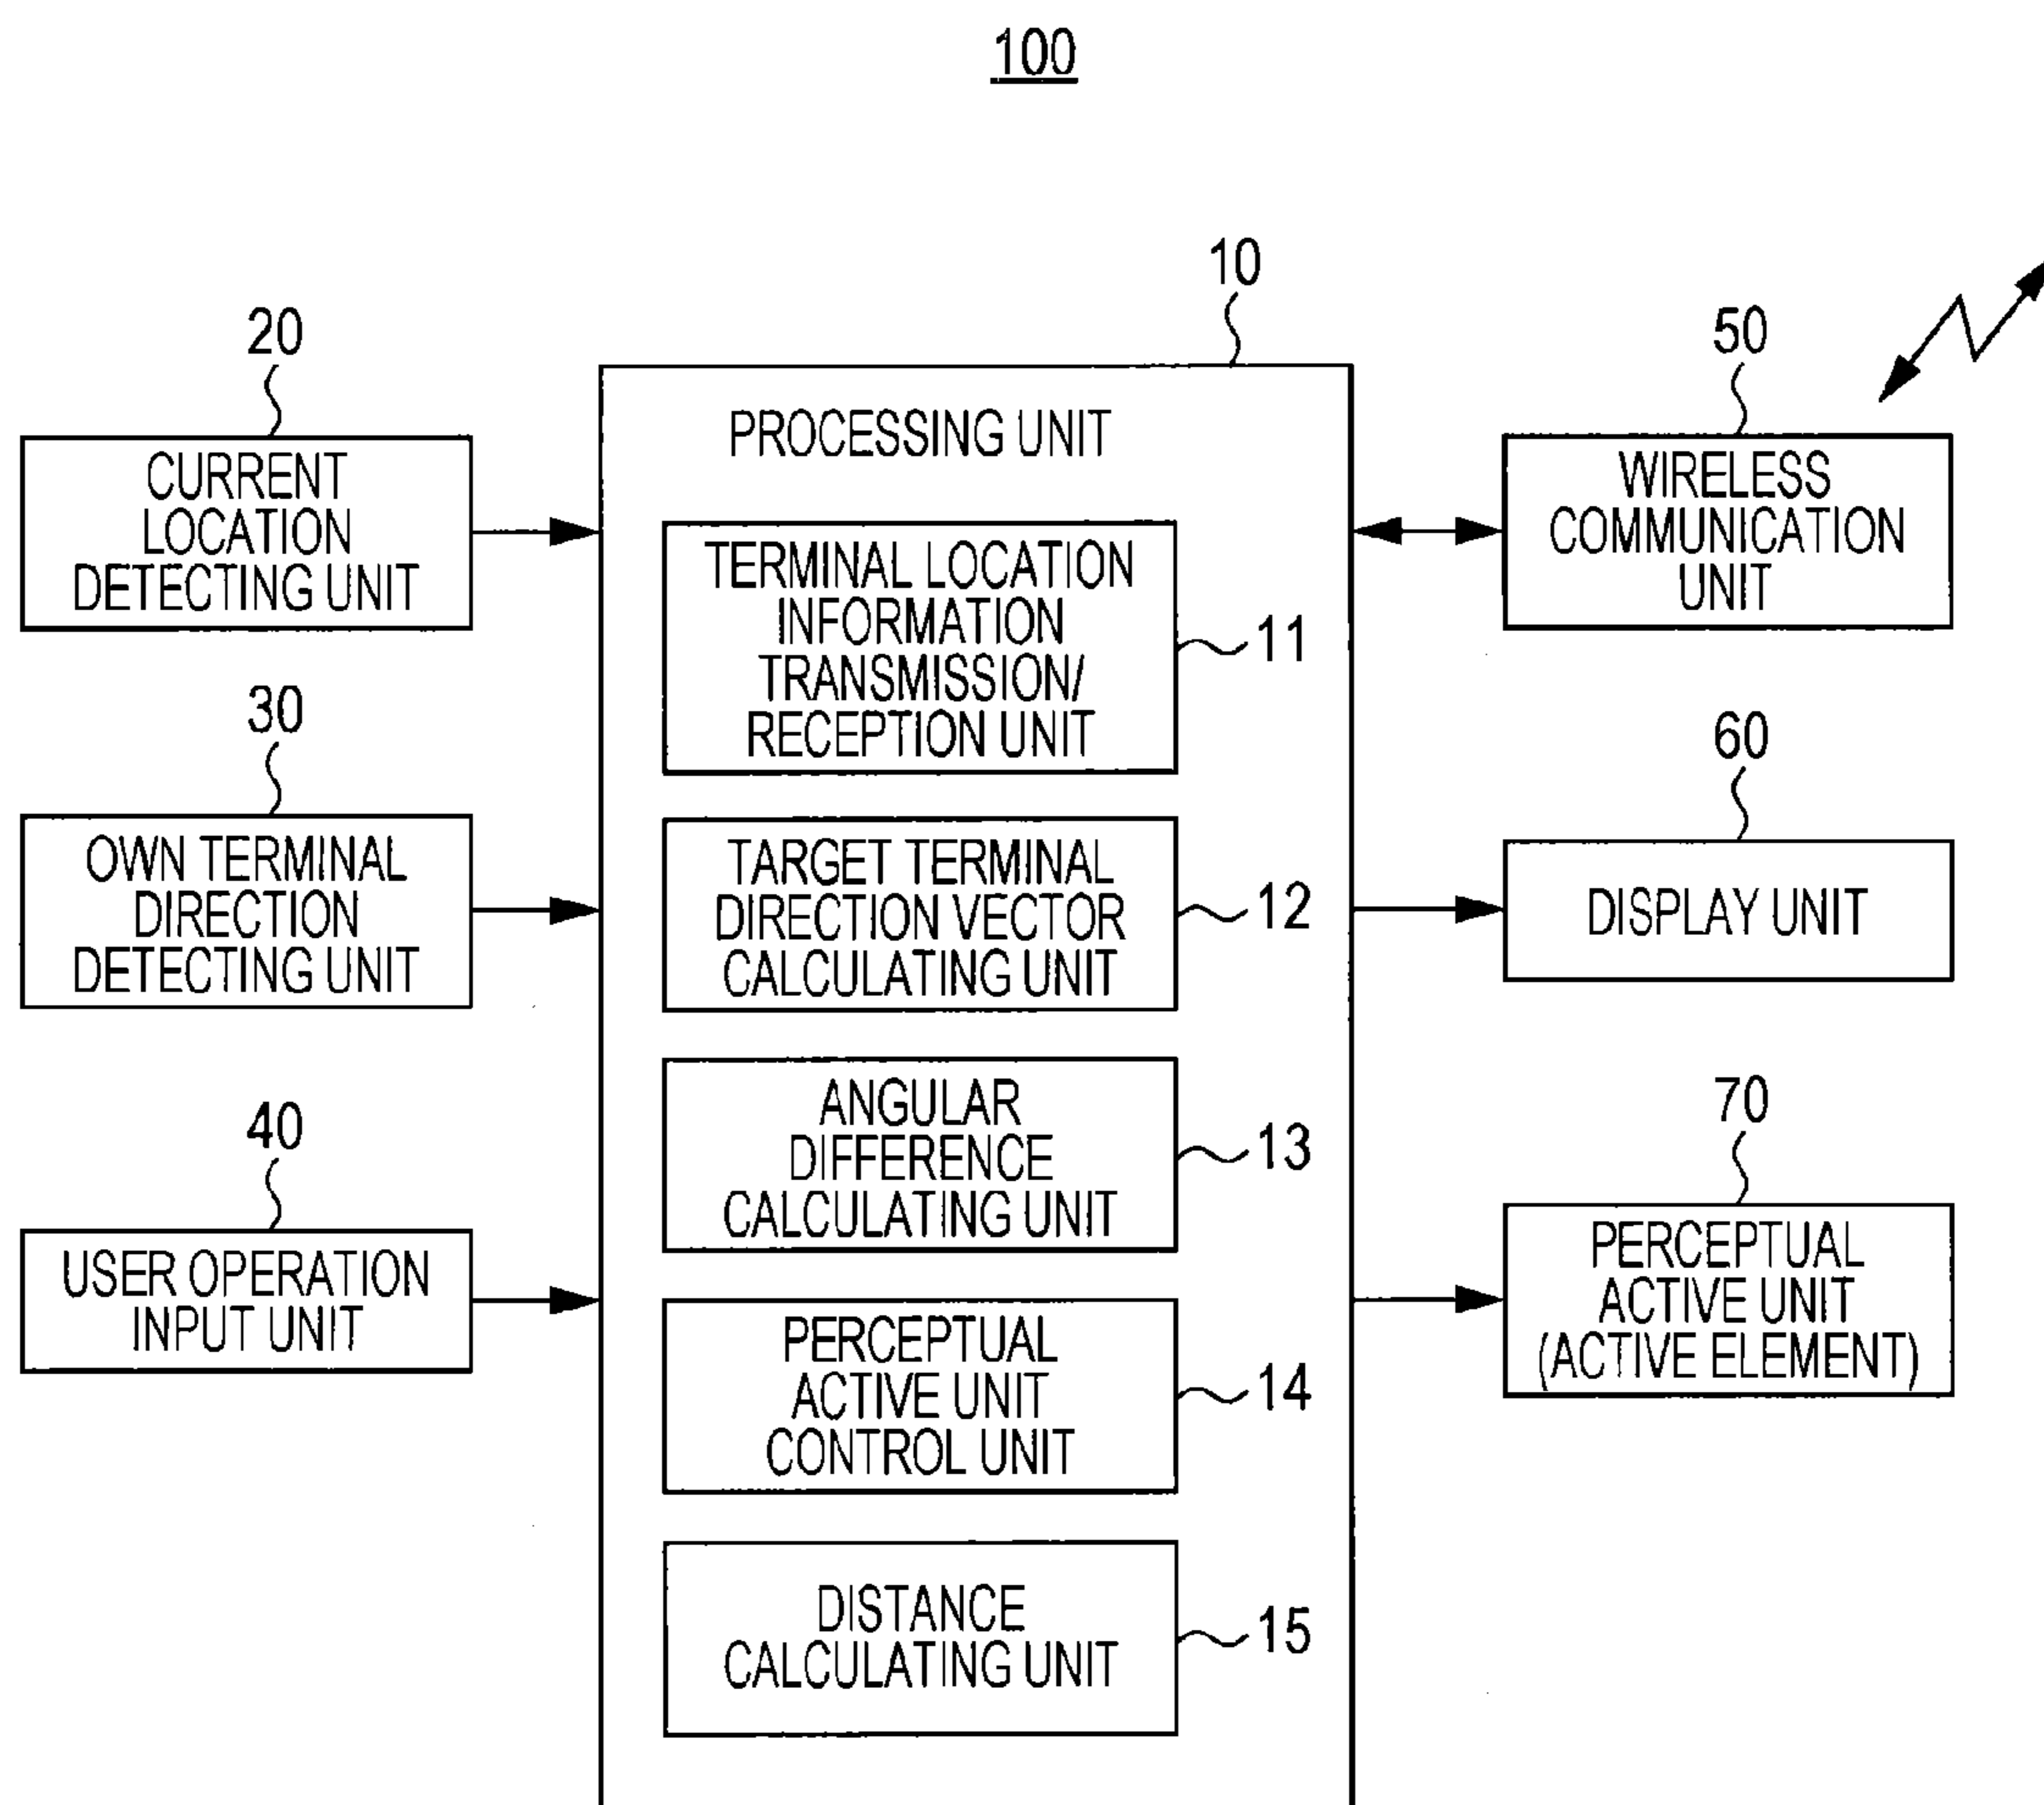 100
10
20
50
PROCESSING UNIT
CURRENT
LOCATION
DETECTING UNIT
WIRELESS
COMMUNICATION
UNIT
TERMINAL LOCATION
INFORMATION
TRANSMISSION/
RECEPTION UNIT
11
30
OWN TERMINAL
DIRECTION
DETECTING UNIT
TARGET TERMINAL
DIRECTION VECTOR
CALCULATING UNIT
12
60
DISPLAY UNIT
40
USER OPERATION
INPUT UNIT
ANGULAR
DIFFERENCE
CALCULATING UNIT
13
70
PERCEPTUAL
ACTIVE UNIT
(ACTIVE ELEMENT)
PERCEPTUAL
ACTIVE UNIT
CONTROL UNIT
14
DISTANCE
CALCULATING UNIT
15